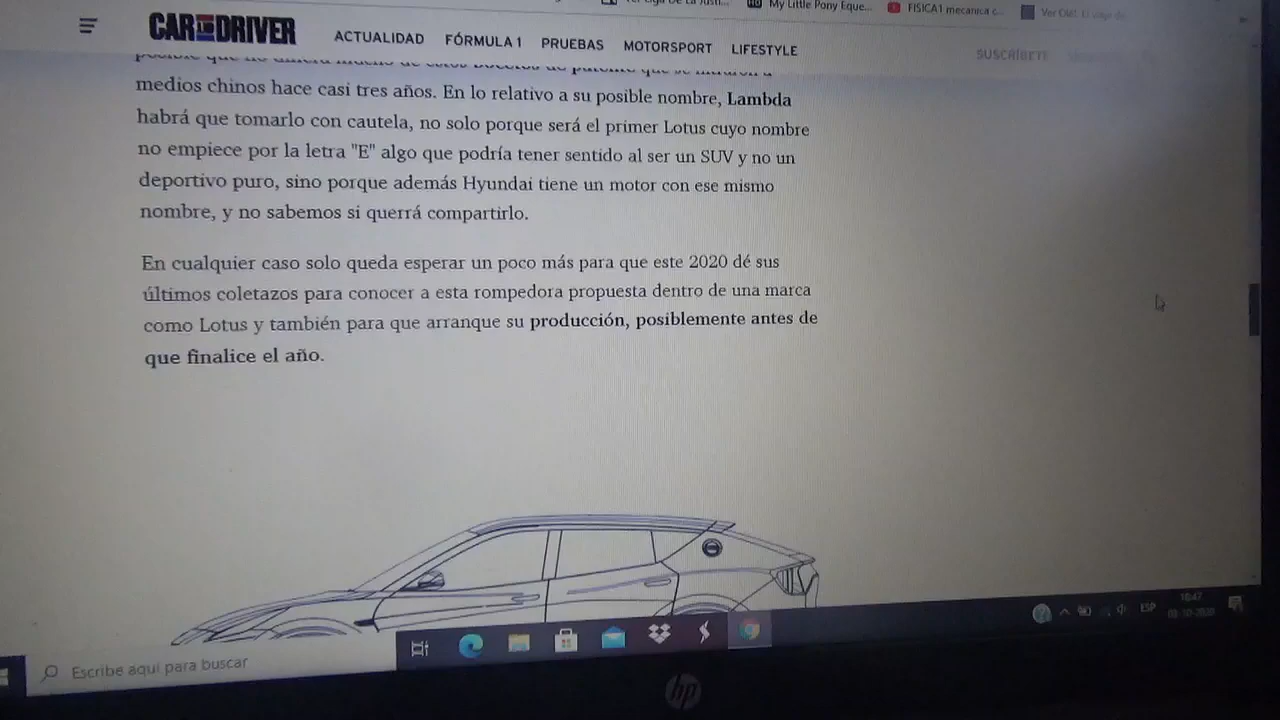 My Little Pony Eque...
FISICA1 mecanica c...
CAR AND DRIVER
ACTUALIDAD FÓRMULA 1 PRUEBAS MOTORSPORT LIFESTYLE
SUSCRÍBETE
medios chinos hace casi tres años. En lo relativo a su posible nombre, Lambda
habrá que tomarlo con cautela, no solo porque será el primer Lotus cuyo nombre
no empiece por la letra "E" algo que podría tener sentido al ser un SUV y no un
deportivo puro, sino porque además Hyundai tiene un motor con ese mismo
nombre, y no sabemos si querrá compartirlo.
En cualquier caso solo queda esperar un poco más para que este 2020 dé sus
últimos coletazos para conocer a esta rompedora propuesta dentro de una marca
como Lotus y también para que arranque su producción, posiblemente antes de
que finalice el año.
Escribe aquí para buscar
ESP
18:47
hp